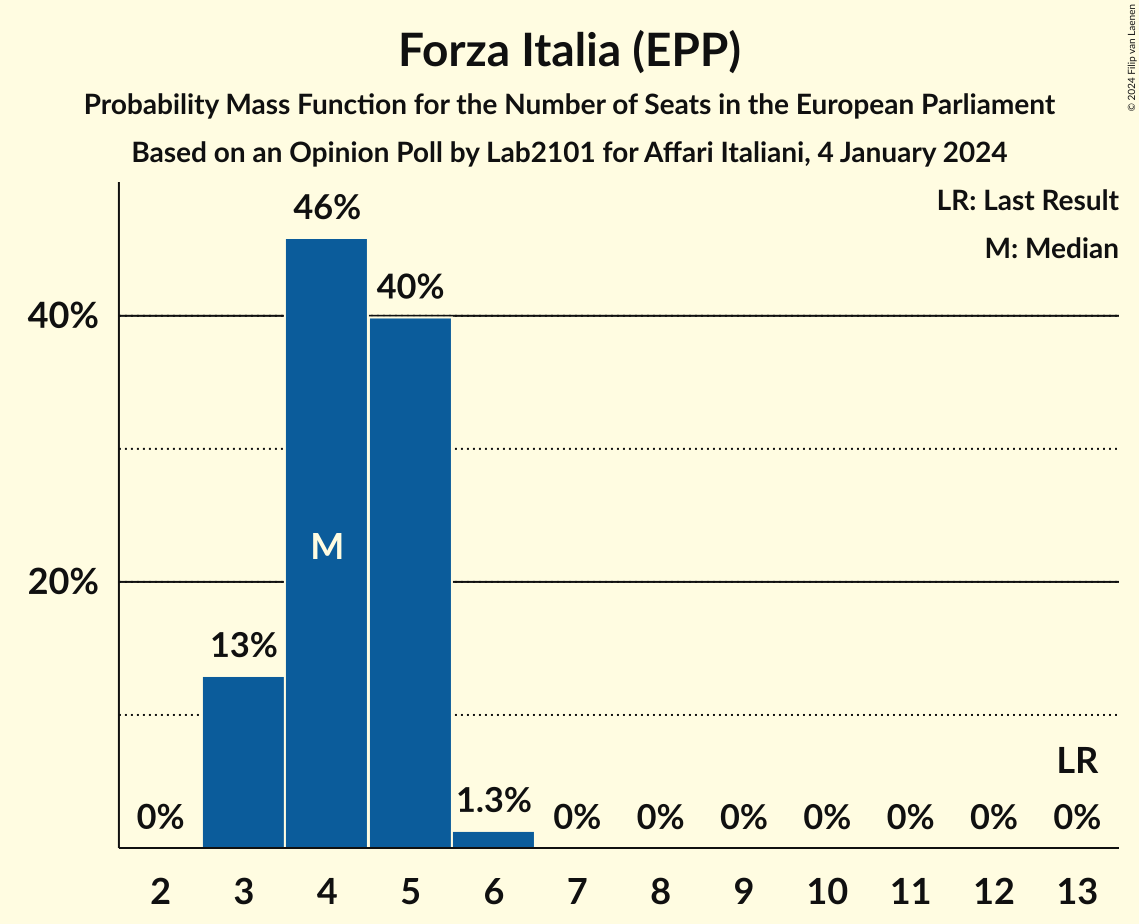 Forza Italia (EPP)
Probability Mass Function for the Number of Seats in the European Parliament
Based on an Opinion Poll by Lab2101 for Affari Italiani, 4 January 2024
© 2024 Filip van Laenen
LR: Last Result
M: Median
46%
40%
40%
M
20%
13%
LR
0%
1.3%
0%
0%
0%
0%
0%
0%
0%
2 3 4 5 6 7 8 9 10 11 12 13